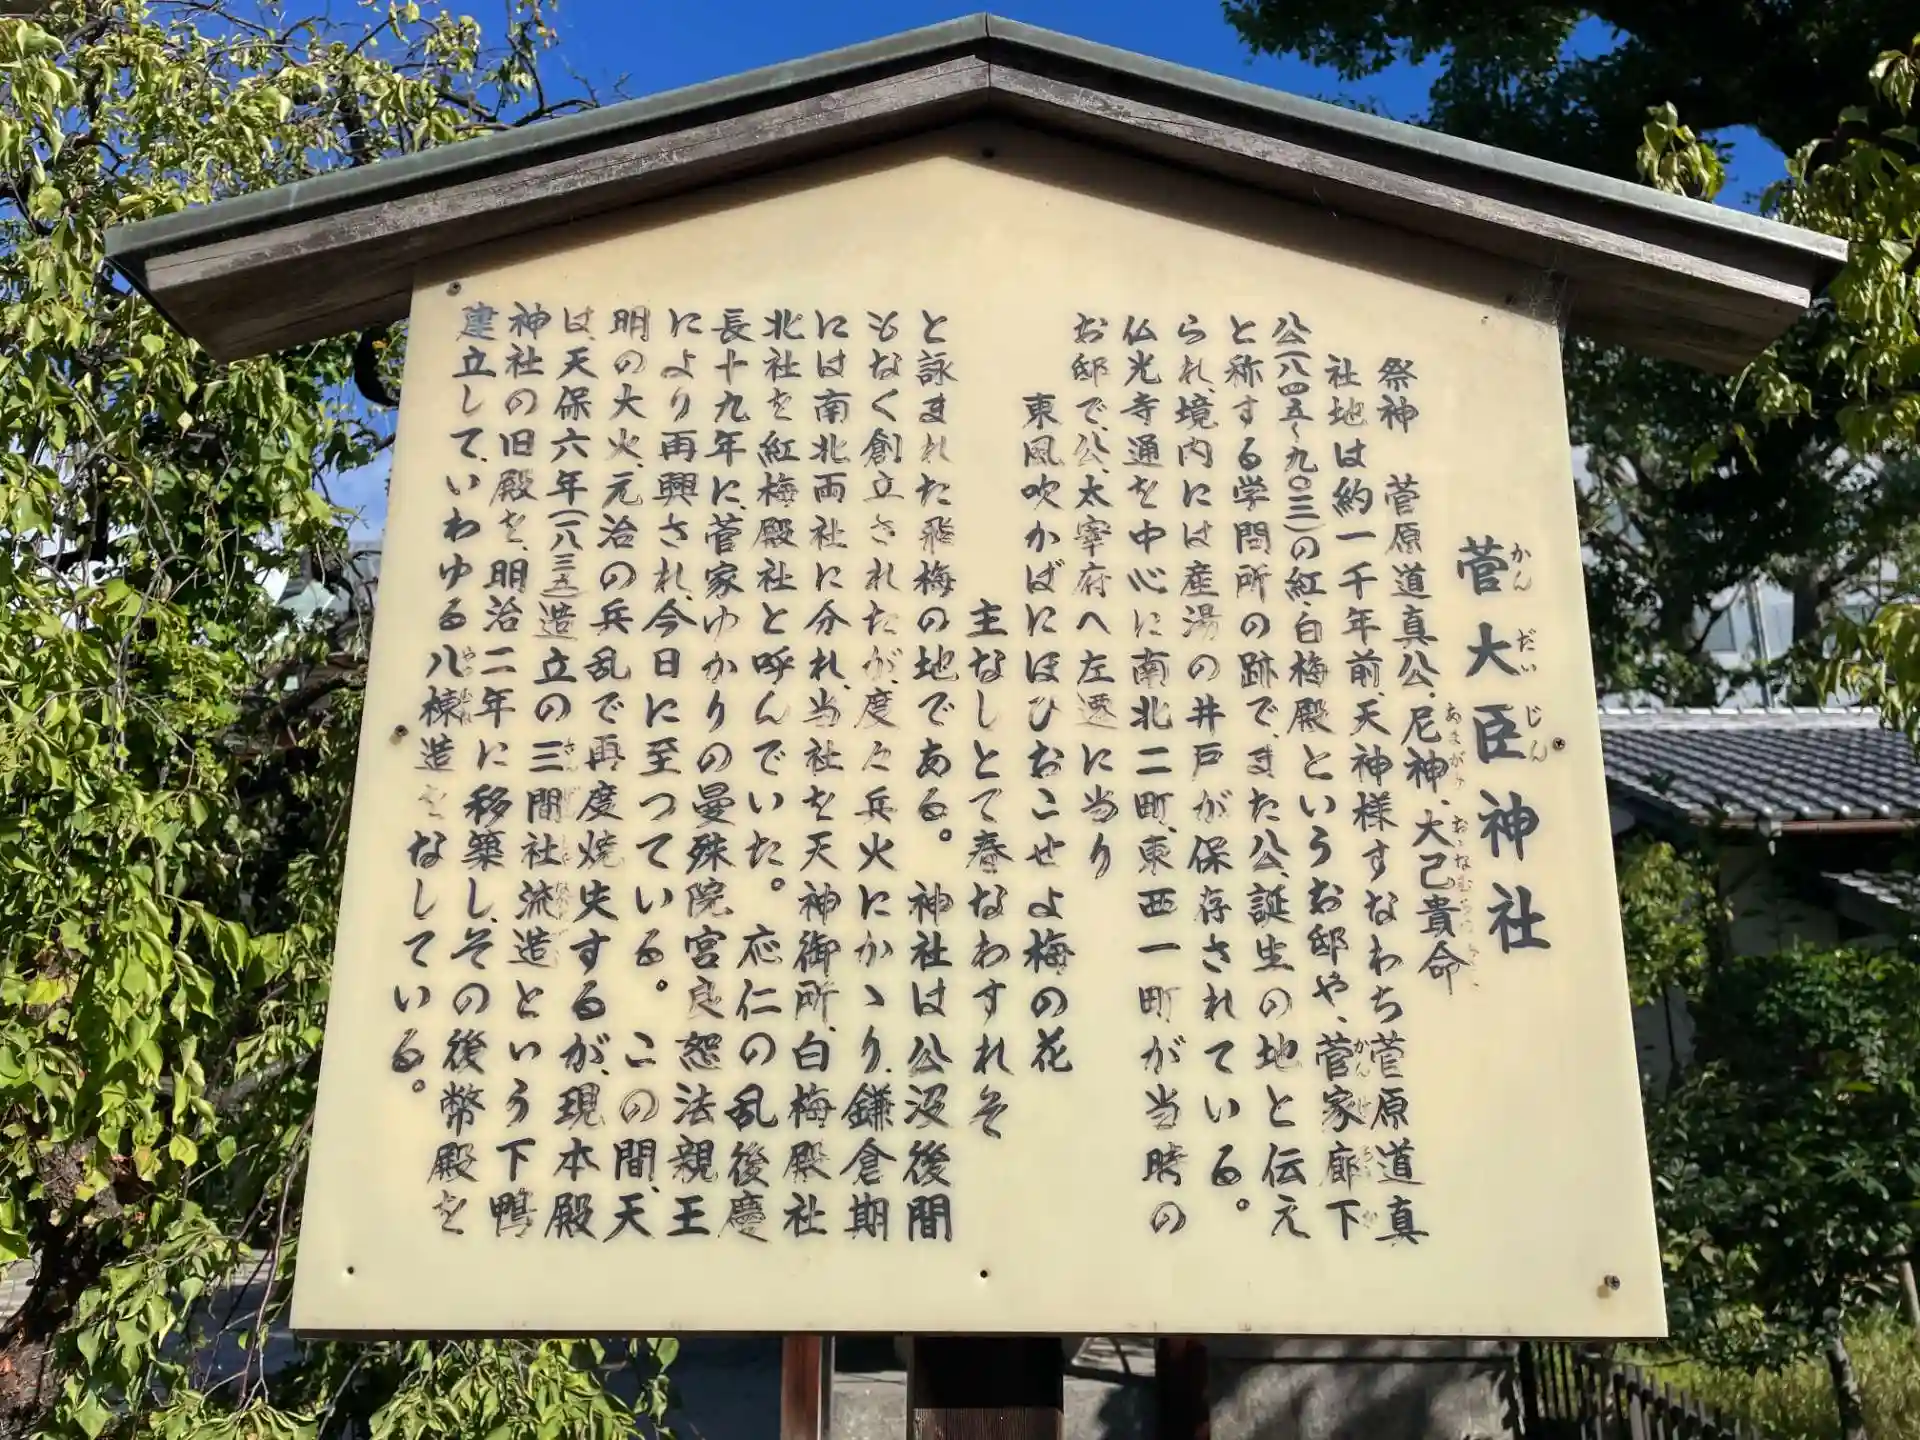 菅大臣神社
祭神 菅原道真公、尼神、大己貴命
社地は約一千年前、天神様すなわち菅原道真
公(八四五〜九〇三)の紅・白梅殿というお邸や、菅家廊下
と称する学問所の跡で、また公、誕生の地と伝え
られ、境内には産湯の井戸が保存されている。
仏光寺通を中心に南北二町、東西一町が当時の
お邸で、公、太宰府へ左遷に当り
東風吹かばにほひおこせよ梅の花
主なしとて春なわすれそ
と詠まれた飛梅の地である。 神社は公没後間
もなく創立されたが、度々兵火にかゝり、鎌倉期
には南北両社に分れ、当社を天神御所、白梅殿社
北社を紅梅殿社と呼んでいた。 応仁の乱後慶
長十九年に、菅家ゆかりの曼殊院宮良恕法親王
により再興され、今日に至つている。 この間、天
明の大火、元治の兵乱で再度焼失するが、現本殿
は、天保六年(一八三五)造立の三間社流造という下鴨
神社の旧殿を、明治二年に移築し、その後幣殿を
建立して、いわゆる八棟造をなしている。